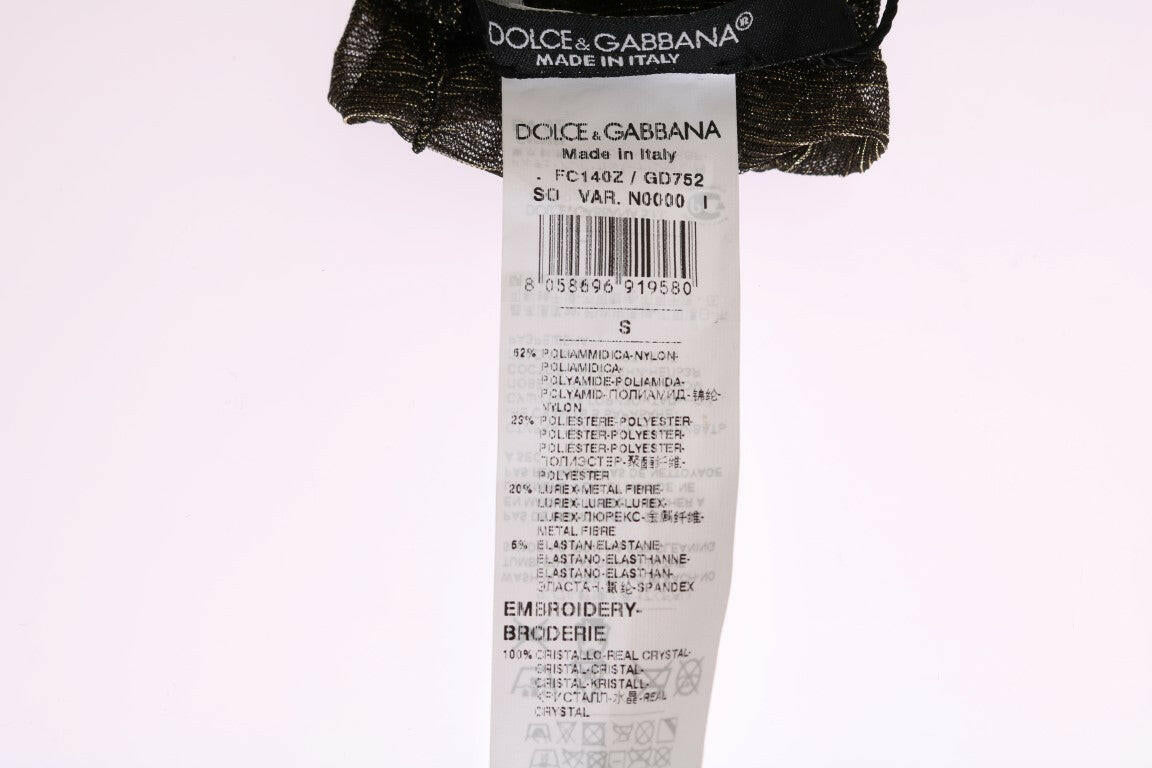 DOLCE&GABBANA®
MADE IN ITALY
DOLCE&GABBANA
Made in Italy
. FC140Z / GD752
SO VAR. N0000 I
8 058696 919580
S
POLIAMMIDICA-NYLON-
POLIAMIDICA-
POLYAMIDE-POLIAMIDA-
POLYAMID-ПОЛИАМИД-锦纶-
NYLON
POLIESTERE-POLYESTER-
POLIESTER-POLYESTER-
POLIESTER-POLYESTER-
ПОЛИЭСТЕР-聚酯纤维-
POLYESTER
20% LUREX-METAL FIBRE-
LUREX-LUREX-LUREX-
LUREX-ЛЮРЕКС-金属纤维-
METAL FIBRE
ELASTAN-ELASTANE-
ELASTANO-ELASTHANNE-
ELASTANO-ELASTHAN-
ЭЛАСТАН-氨纶-SPANDEX
EMBROIDERY-
BRODERIE
100% CRISTALLO-REAL CRYSTAL-
CRISTAL-CRISTAL-
CRISTAL-KRISTALL-
КРИСТАЛЛ-水晶-REAL
CRYSTAL